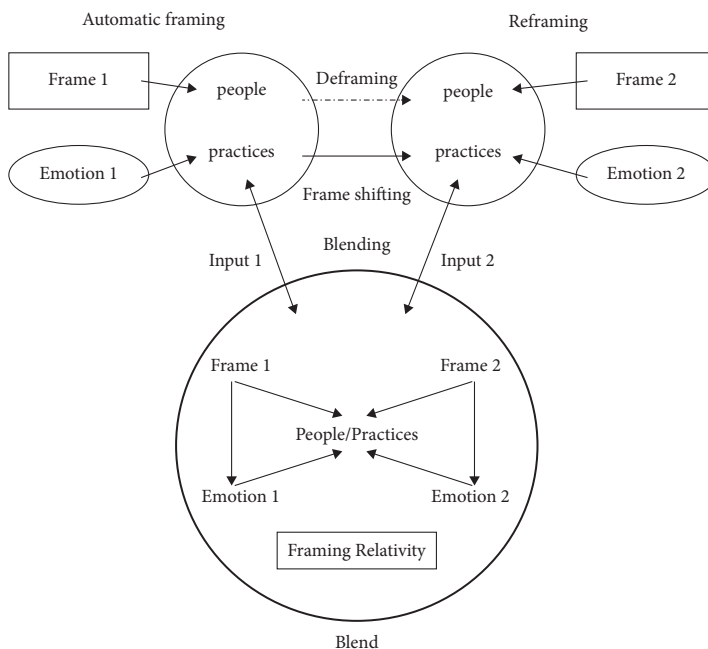 Automatic framing
Reframing
Frame 1
people
Deframing
people
Frame 2
Emotion 1
practices
practices
Emotion 2
Frame shifting
Blending
Input 1
Input 2
Frame 1
Frame 2
People/Practices
Emotion 1
Emotion 2
Framing Relativity
Blend